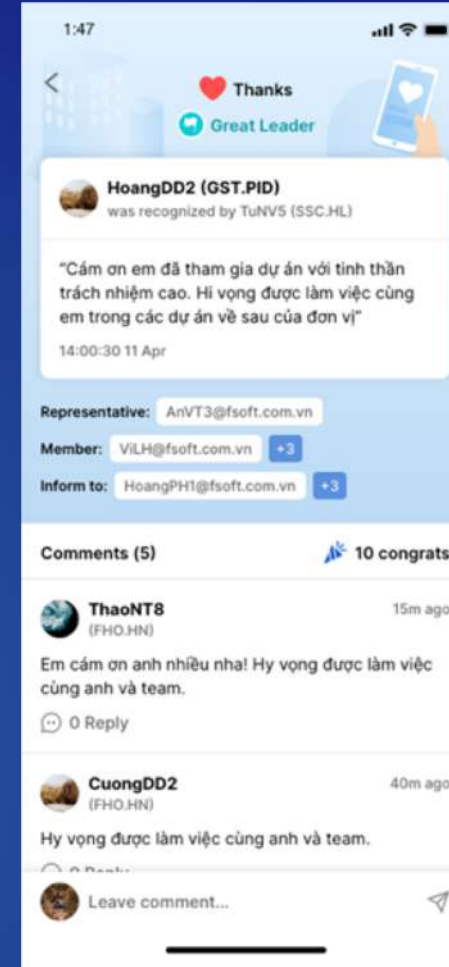 1:47
Thanks
Great Leader
HoangDD2 (GST.PID)
was recognized by TuNV5 (SSC.HL)
“Cám ơn em đã tham gia dự án với tinh thần
trách nhiệm cao. Hi vọng được làm việc cùng
em trong các dự án về sau của đơn vị”
14:00:30 11 Apr
Representative: AnVT3@fsoft.com.vn
Member: ViLH@fsoft.com.vn +3
Inform to: HoangPH1@fsoft.com.vn +3
Comments (5) 10 congrats
ThaoNT8 15m ago
(FHO.HN)
Em cám ơn anh nhiều nha! Hy vọng được làm việc
cùng anh và team.
0 Reply
CuongDD2 40m ago
(FHO.HN)
Hy vọng được làm việc cùng anh và team.
Leave comment...